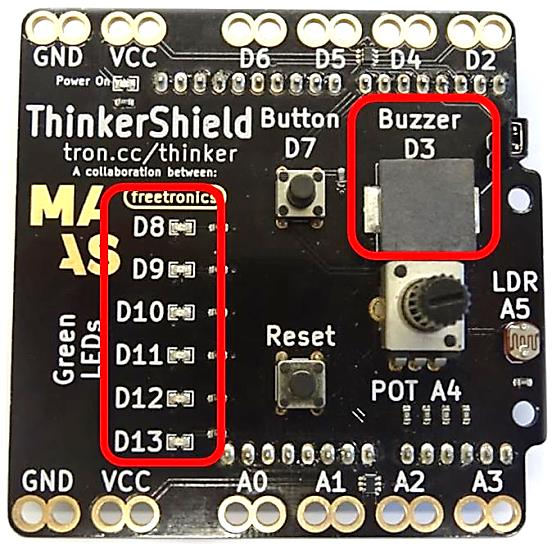 GND VCC D6 D5 D4 D2
Power On
ThinkerShield
tron.cc/thinker
A collaboration between:
MAAS
freetronics
Button
D7
Buzzer
D3
Green
LEDs
D8
D9
D10
D11
D12
D13
Reset
LDR
A5
POT A4
GND VCC A0 A1 A2 A3